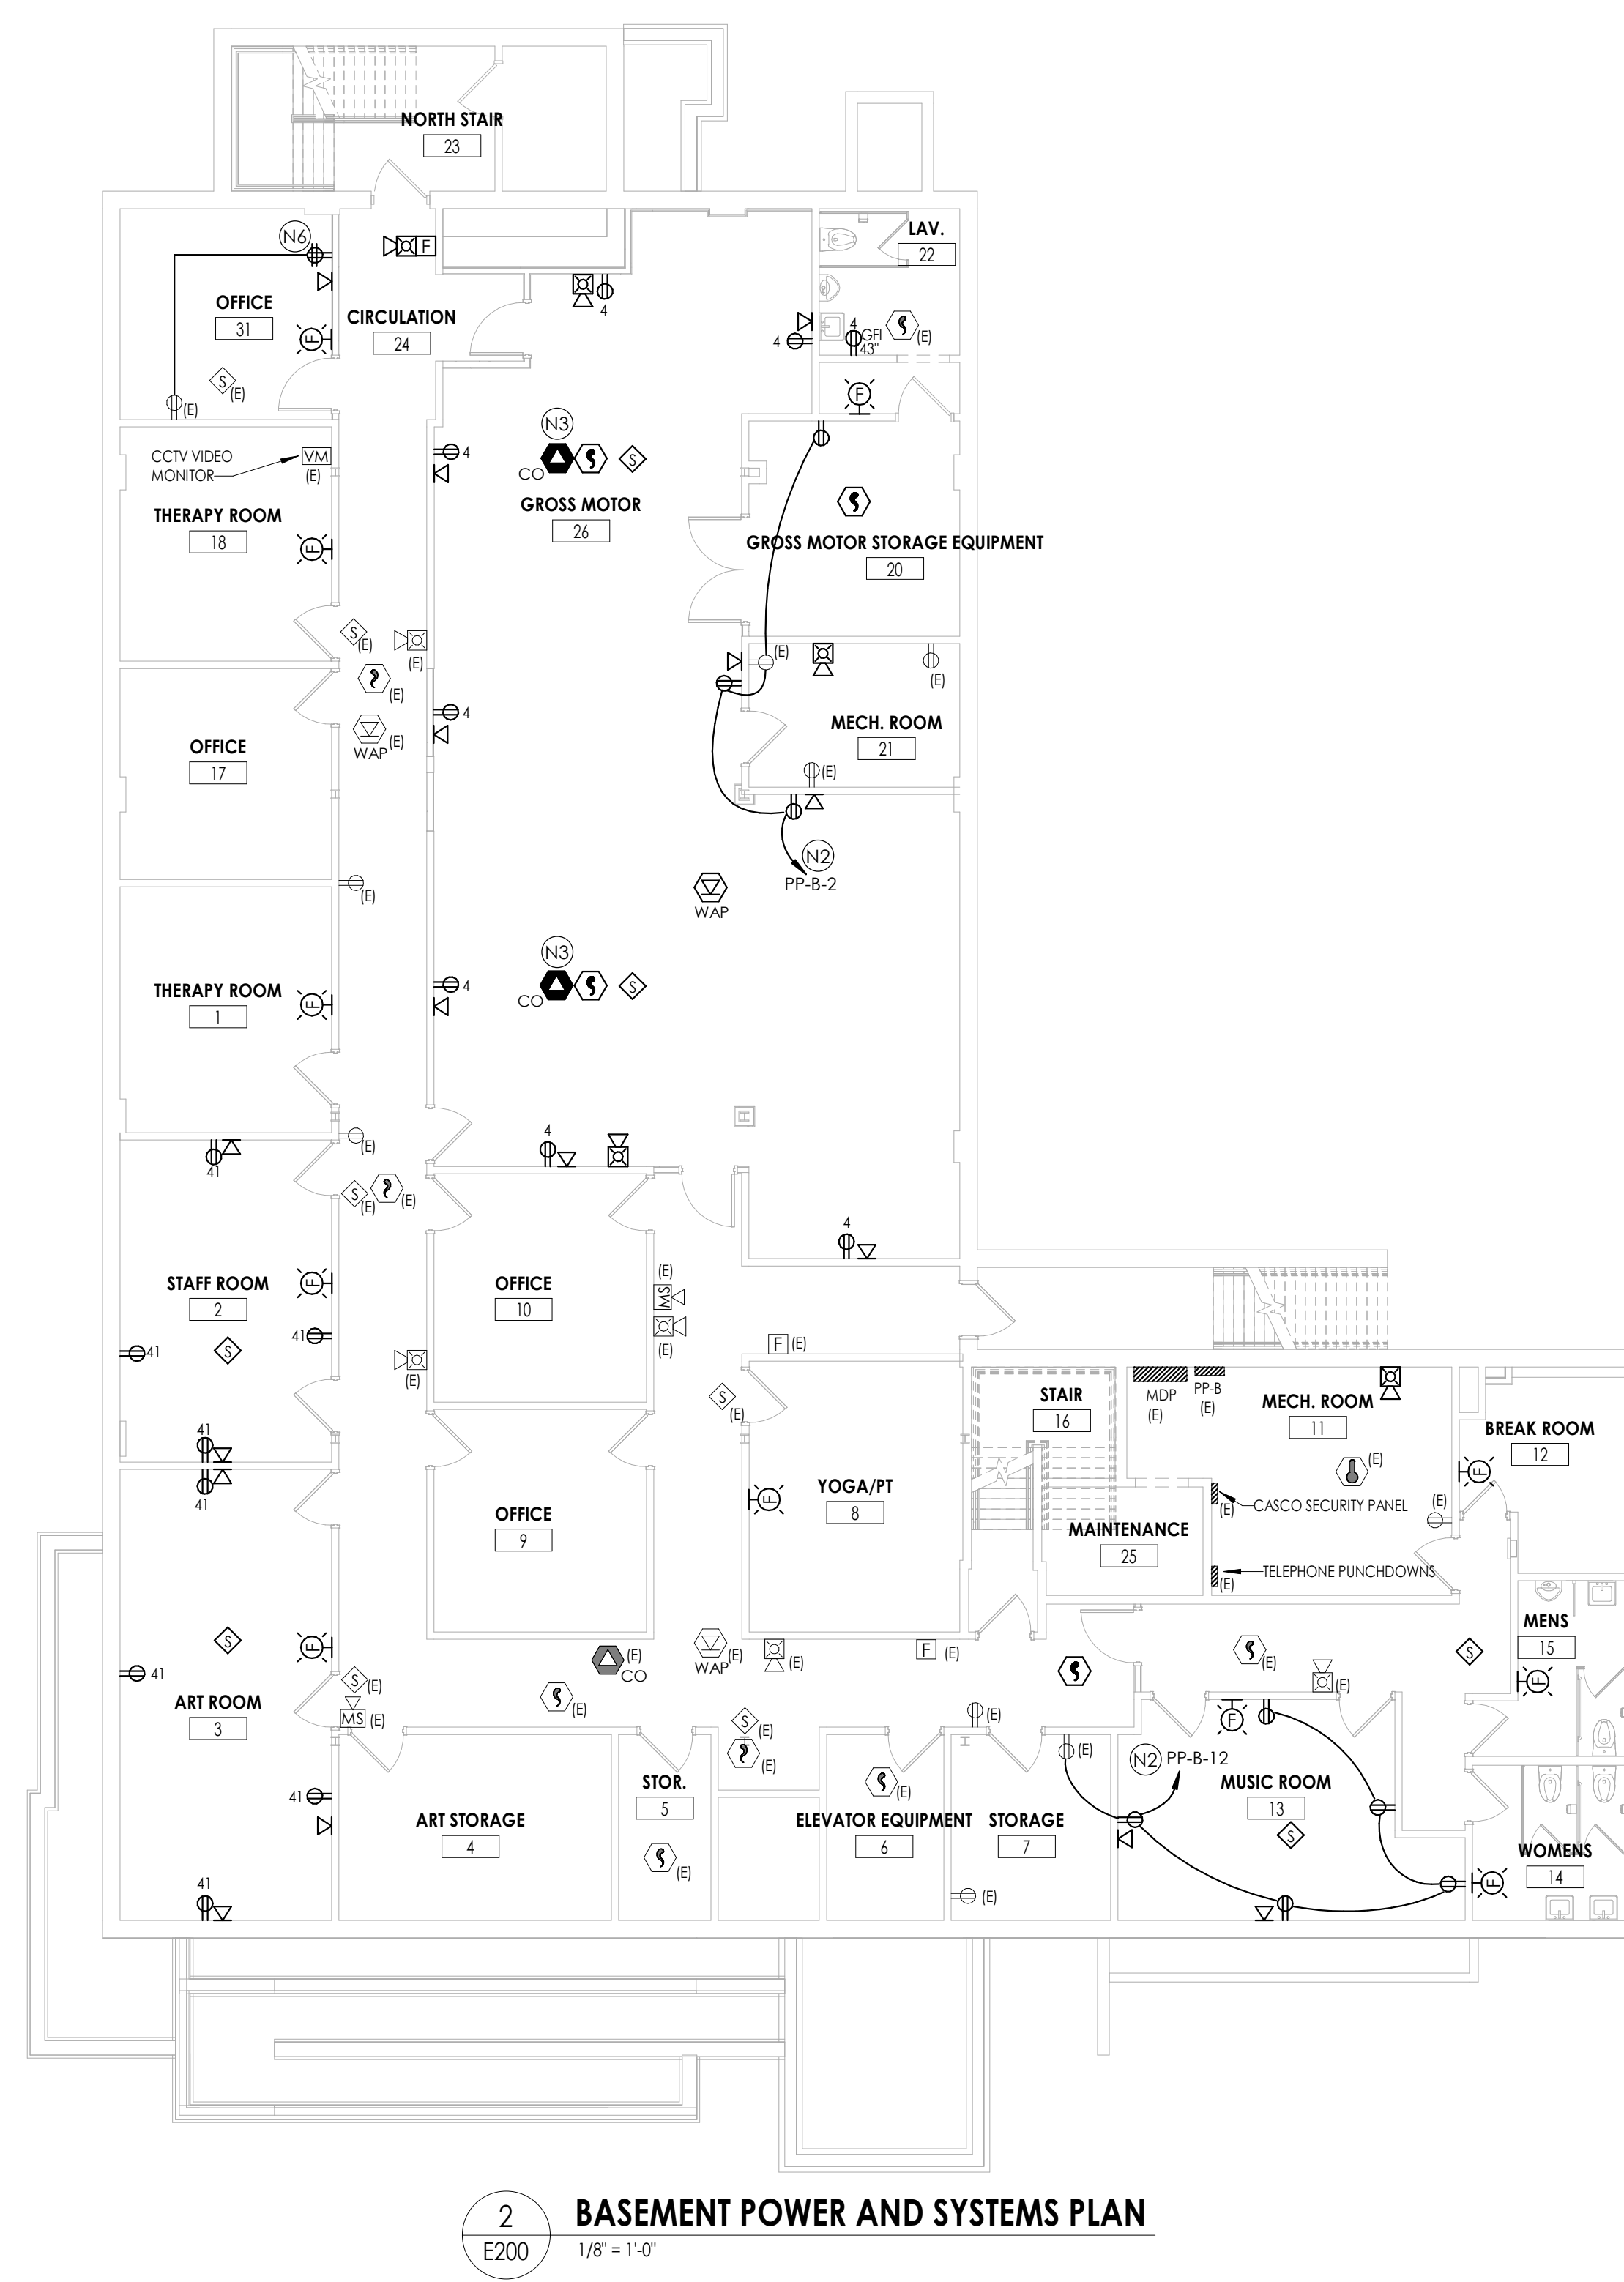 NORTH STAIR
23
N6
F
LAV.
22
OFFICE
31
CIRCULATION
24
4
4
4
GFI
43"
(E)
F
S
(E)
F
(E)
N3
CCTV VIDEO
MONITOR
VM
(E)
4
CO
S
THERAPY ROOM
18
F
GROSS MOTOR
26
GROSS MOTOR STORAGE EQUIPMENT
20
S
(E)
(E)
(E)
(E)
(E)
4
WAP
(E)
MECH. ROOM
21
OFFICE
17
(E)
N2
PP-B-2
(E)
WAP
N3
THERAPY ROOM
1
F
4
CO
S
4
(E)
41
S
(E)
(E)
4
STAFF ROOM
2
F
OFFICE
10
(E)
MS
(E)
41
41
S
(E)
F
(E)
S
(E)
STAIR
16
MDP
(E)
PP-B
(E)
MECH. ROOM
11
BREAK ROOM
12
41
41
YOGA/PT
8
F
(E)
F
OFFICE
9
(E)
CASCO SECURITY PANEL
(E)
MAINTENANCE
25
(E)
TELEPHONE PUNCHDOWNS
MENS
15
S
F
(E)
CO
WAP
(E)
(E)
F
(E)
(E)
S
F
41
ART ROOM
3
S
(E)
MS
(E)
(E)
S
(E)
(E)
(E)
F
(E)
(E)
N2
PP-B-12
41
ART STORAGE
4
STOR.
5
(E)
(E)
ELEVATOR EQUIPMENT
6
STORAGE
7
MUSIC ROOM
13
S
WOMENS
14
F
41
(E)
2
E200
BASEMENT POWER AND SYSTEMS PLAN
1/8" = 1'-0"